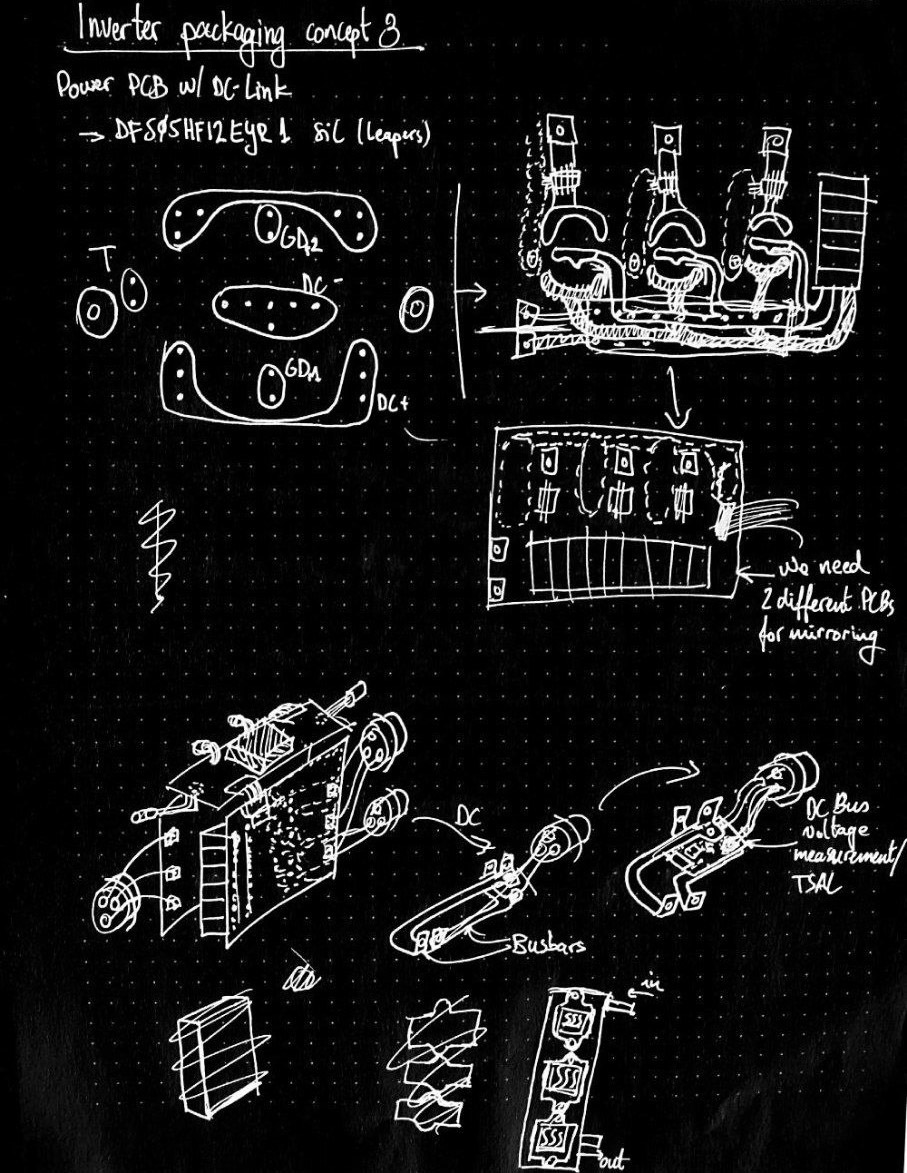 Inverter packaging concept 3
Power PCB w/ DC-Link
→ DFS05HF12EYR1 SiC (Leapers)
T
GD2
DC -
GD1
DC+
We need
2 different PCBs
for mirroring
DC
DC Bus
voltage
measurement/
TSAL
Busbars
in
out